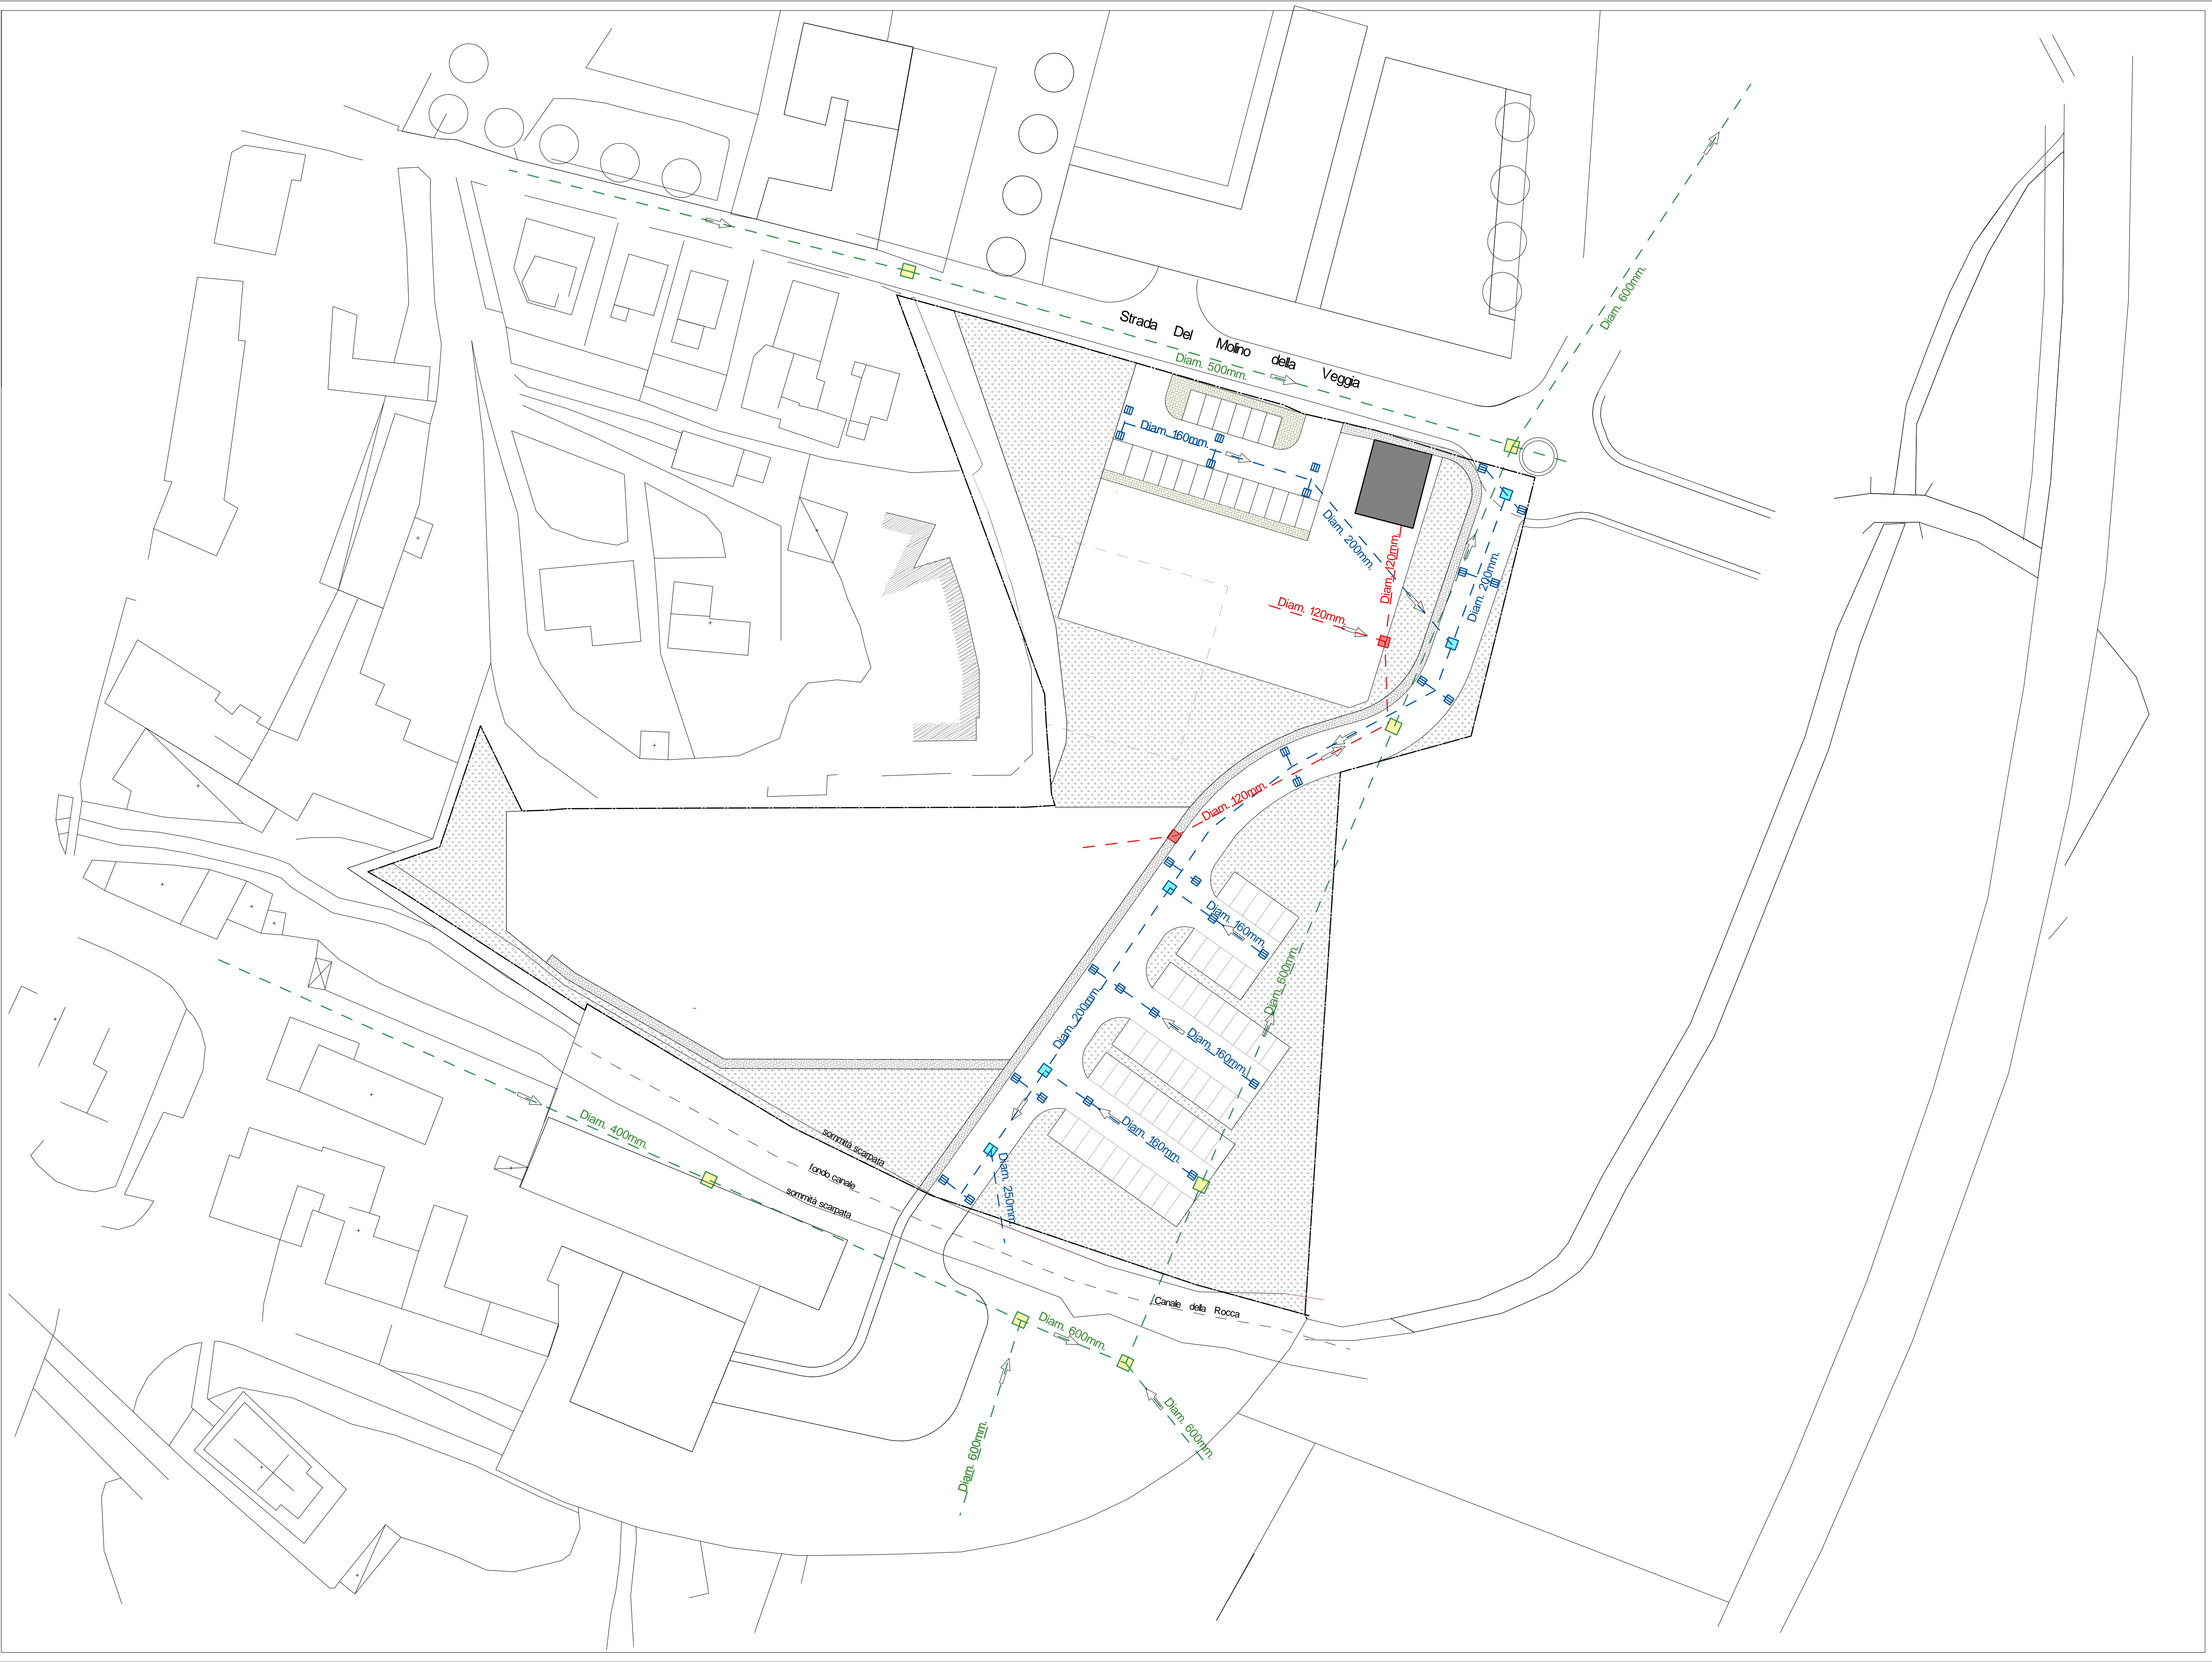 Diam. 600mm.
Strada Del Molino della Veggia
Diam. 500mm.
Diam. 160mm.
Diam. 200mm.
Diam. 120mm.
Diam. 200mm.
Diam. 120mm.
Diam. 120mm.
Diam. 160mm.
Diam. 600mm.
Diam. 200mm.
Diam. 160mm.
Diam. 400mm.
Diam. 160mm.
sommità scarpata
fondo canale
sommità scarpata
Diam. 250mm.
Canale della Rocca
Diam. 600mm.
Diam. 600mm.
Diam. 600mm.